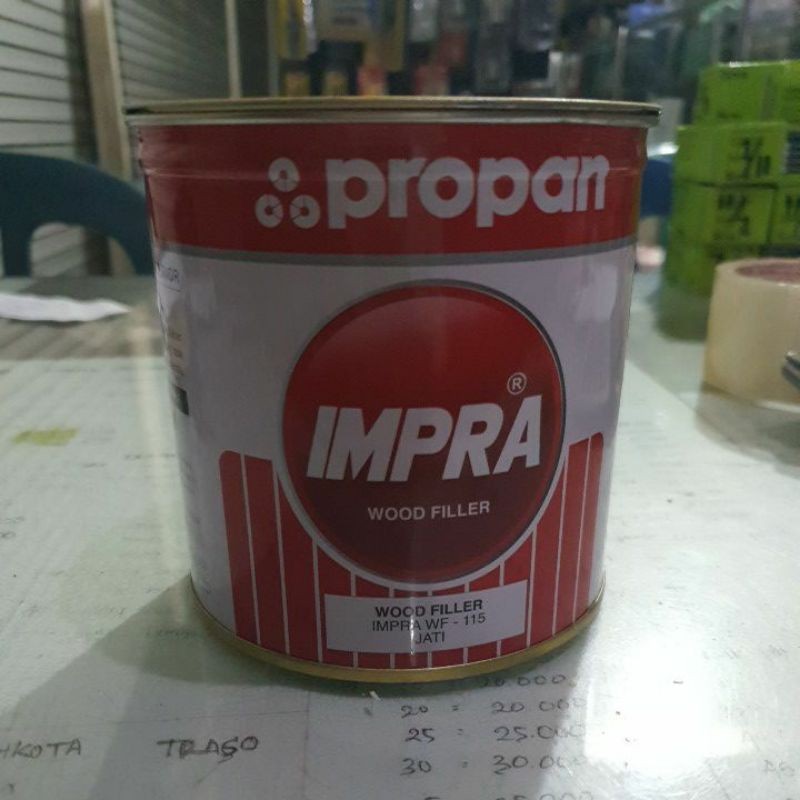 propan
IMPRA®
WOOD FILLER
WOOD FILLER
IMPRA WF - 115
JATI
20 = 20.000
25 = 25.000
30 = 30.000
TRASO